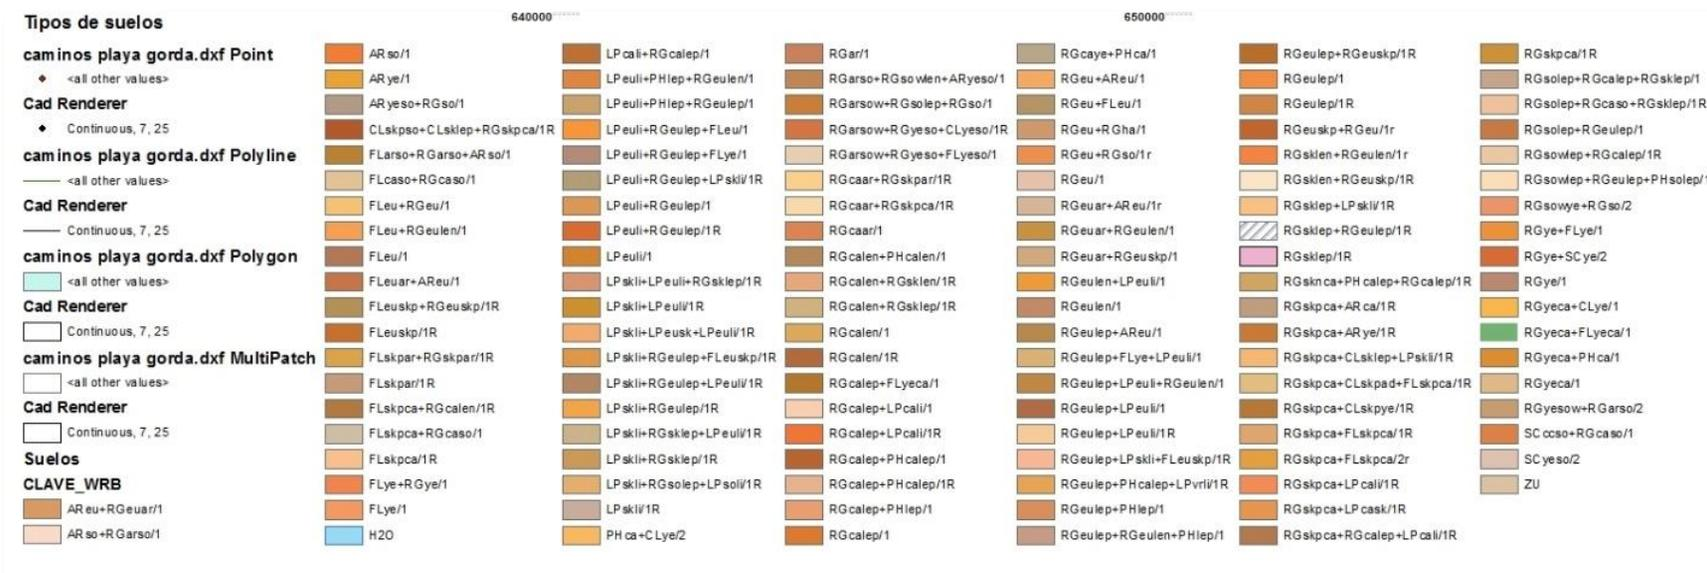 640000
650000
Tipos de suelos
caminos playa gorda.dxf Point
<all other values>
Cad Renderer
Continuous, 7, 25
caminos playa gorda.dxf Polyline
<all other values>
Cad Renderer
Continuous, 7, 25
caminos playa gorda.dxf Polygon
<all other values>
Cad Renderer
Continuous, 7, 25
caminos playa gorda.dxf MultiPatch
<all other values>
Cad Renderer
Continuous, 7, 25
Suelos
CLAVE_WRB
AReu+RGeuar/1
ARso+RGarso/1
ARso/1
ARye/1
ARyeso+RGso/1
CLskpso+CLsklep+RGskpca/1R
FLarso+RGarso+ARso/1
FLcaso+RGcaso/1
FLeu+RGeu/1
FLeu+RGeulen/1
FLeu/1
FLeuar+AReu/1
FLeuskp+RGeuskp/1R
FLeuskp/1R
FLskpar+RGskpar/1R
FLskpar/1R
FLskpca+RGcalen/1R
FLskpca+RGcaso/1
FLskpca/1R
FLye+RGye/1
FLye/1
H2O
LPcali+RGcalep/1
LPeuli+PHlep+RGeulen/1
LPeuli+PHlep+RGeulep/1
LPeuli+RGeulep+FLeu/1
LPeuli+RGeulep+FLye/1
LPeuli+RGeulep+LPskli/1R
LPeuli+RGeulep/1
LPeuli+RGeulep/1R
LPeuli/1
LPskli+LPeuli+RGsklep/1R
LPskli+LPeuli/1R
LPskli+LPeusk+LPeuli/1R
LPskli+RGeulep+FLeuskp/1R
LPskli+RGeulep+LPeuli/1R
LPskli+RGeulep/1R
LPskli+RGsklep+LPeuli/1R
LPskli+RGsklep/1R
LPskli+RGsolep+LPsoli/1R
LPskli/1R
PHca+CLye/2
RGar/1
RGarso+RGsowlen+ARyeso/1
RGarsow+RGsolep+RGso/1
RGarsow+RGyeso+CLyeso/1R
RGarsow+RGyeso+FLyeso/1
RGcaar+RGskpar/1R
RGcaar+RGskpca/1R
RGcaar/1
RGcalen+PHcalen/1
RGcalen+RGsklen/1R
RGcalen+RGsklep/1R
RGcalen/1
RGcalen/1R
RGcalep+FLyeca/1
RGcalep+LPcali/1
RGcalep+LPcali/1R
RGcalep+PHcalep/1
RGcalep+PHcalep/1R
RGcalep+PHlep/1
RGcalep/1
RGcaye+PHca/1
RGeu+AReu/1
RGeu+FLeu/1
RGeu+RGha/1
RGeu+RGso/1r
RGeu/1
RGeuar+AReu/1r
RGeuar+RGeulen/1
RGeuar+RGeuskp/1
RGeulen+LPeuli/1
RGeulen/1
RGeulep+AReu/1
RGeulep+FLye+LPeuli/1
RGeulep+LPeuli+RGeulen/1
RGeulep+LPeuli/1
RGeulep+LPeuli/1R
RGeulep+LPskli+FLeuskp/1R
RGeulep+PHcalep+LPvrli/1R
RGeulep+PHlep/1
RGeulep+RGeulen+PHlep/1
RGeulep+RGeuskp/1R
RGeulep/1
RGeulep/1R
RGeuskp+RGeu/1r
RGsklen+RGeulen/1r
RGsklen+RGeuskp/1R
RGsklep+LPskli/1R
RGsklep+RGeulep/1R
RGsklep/1R
RGsknca+PHcalep+RGcalep/1R
RGskpca+ARca/1R
RGskpca+ARye/1R
RGskpca+CLsklep+LPskli/1R
RGskpca+CLskpad+FLskpca/1R
RGskpca+CLskpye/1R
RGskpca+FLskpca/1R
RGskpca+FLskpca/2r
RGskpca+LPcali/1R
RGskpca+LPcask/1R
RGskpca+RGcalep+LPcali/1R
RGskpca/1R
RGsolep+RGcalep+RGsklep/1
RGsolep+RGcaso+RGsklep/1R
RGsolep+RGeulep/1
RGsowlep+RGcalep/1R
RGsowlep+RGeulep+PHsolep/
RGsowye+RGso/2
RGye+FLye/1
RGye+SCye/2
RGye/1
RGyeca+CLye/1
RGyeca+FLyeca/1
RGyeca+PHca/1
RGyeca/1
RGyesow+RGarso/2
SCccso+RGcaso/1
SCyeso/2
ZU